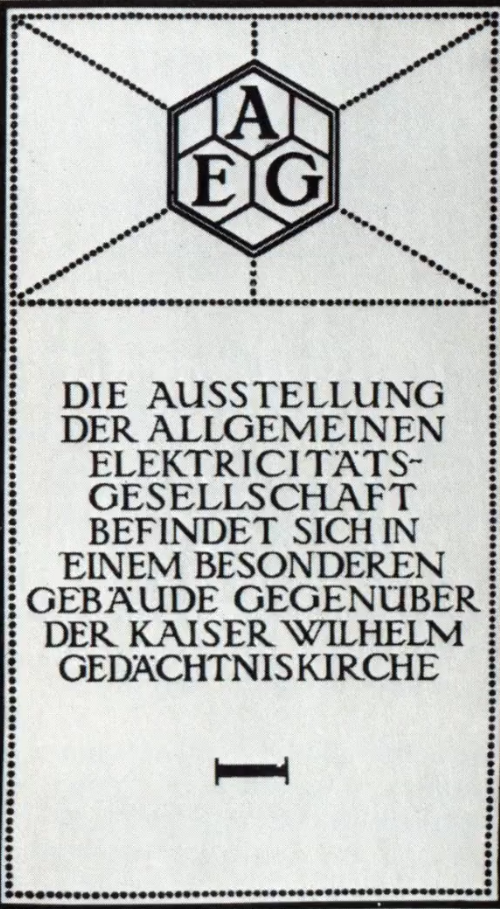 A
E G
DIE AUSSTELLUNG
DER ALLGEMEINEN
ELEKTRICITÄTS-
GESELLSCHAFT
BEFINDET SICH IN
EINEM BESONDEREN
GEBÄUDE GEGENÜBER
DER KAISER WILHELM
GEDÄCHTNISKIRCHE